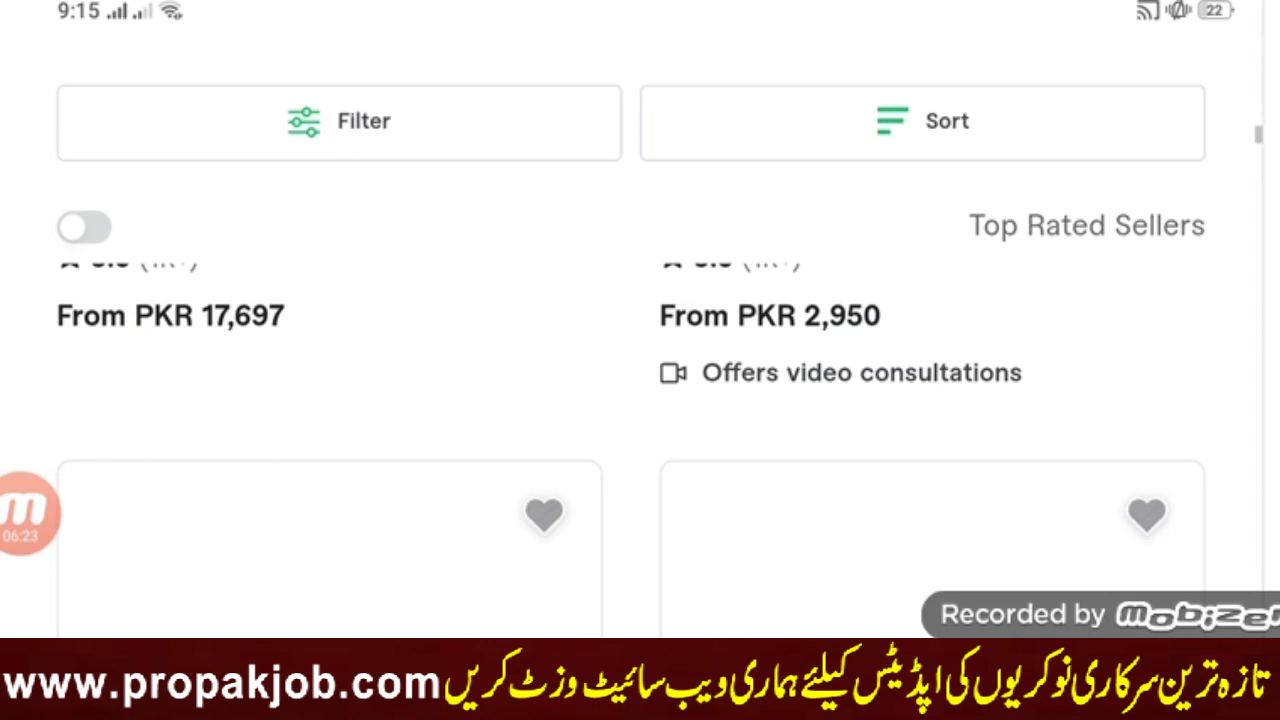 9:15
22
Filter
Sort
Top Rated Sellers
From PKR 17,697
From PKR 2,950
Offers video consultations
06:23
Recorded by Mobizen
www.propakjob.com تازہ ترین سرکاری نوکریوں کی اپڈیٹس کیلئے ہماری ویب سائیٹ وزٹ کریں